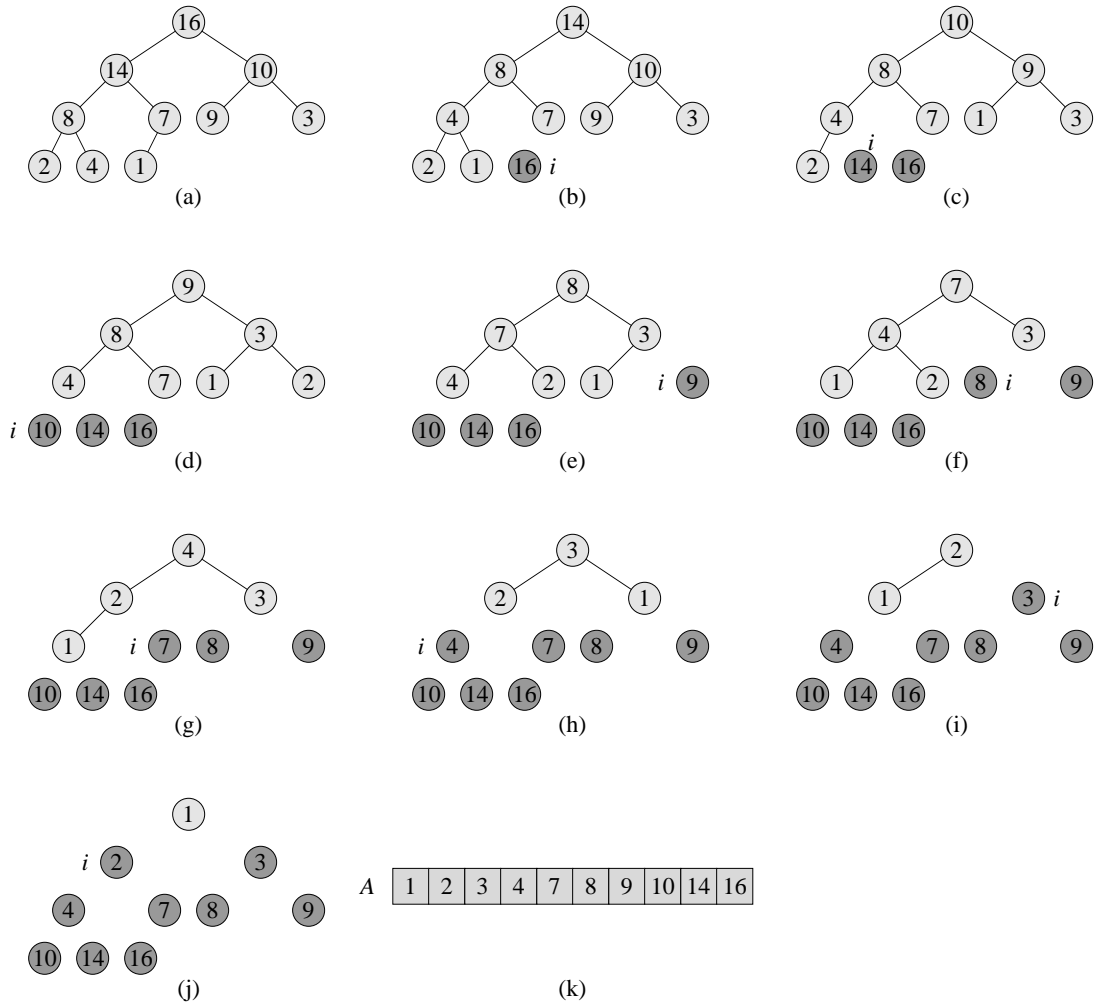 16 14 10
14 10 8 10 8 9
8 7 9 3 4 7 9 3 4 7 1 3
i
2 4 1 2 1 16 i 2 14 16
(a) (b) (c)
9 8 7
8 3 7 3 4 3
4 7 1 2 4 2 1 i 9 1 2 8 i 9
i 10 14 16 10 14 16 10 14 16
(d) (e) (f)
4 3 2
2 3 2 1 1 3 i
1 i 7 8 9 i 4 7 8 9 4 7 8 9
10 14 16 10 14 16 10 14 16
(g) (h) (i)
1
i 2 3
A 1 2 3 4 7 8 9 10 14 16
4 7 8 9
10 14 16
(j) (k)